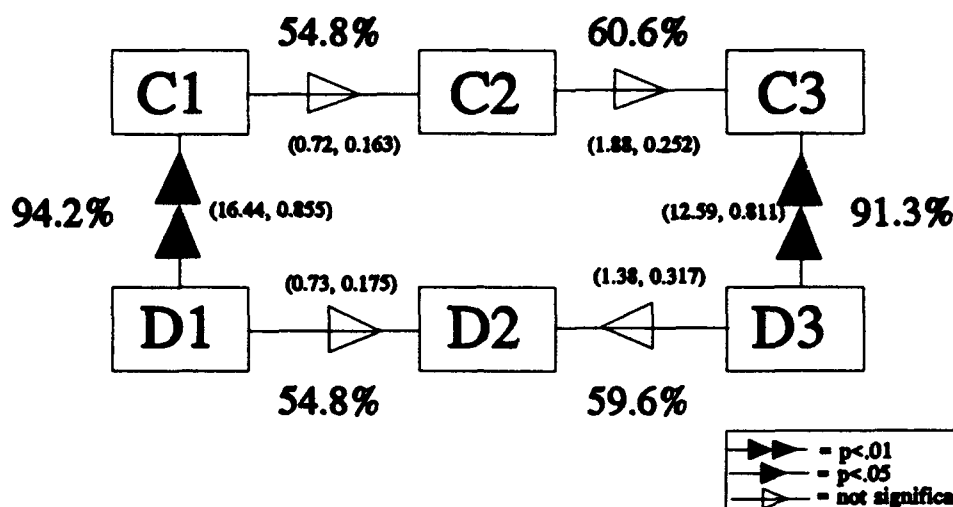 54.8% 60.6%
C1 C2 C3
(0.72, 0.163) (1.88, 0.252)
94.2% (16.44, 0.855) (12.59, 0.811) 91.3%
(0.73, 0.175) (1.38, 0.317)
D1 D2 D3
54.8% 59.6%
= p<.01
= p<.05
= not significa